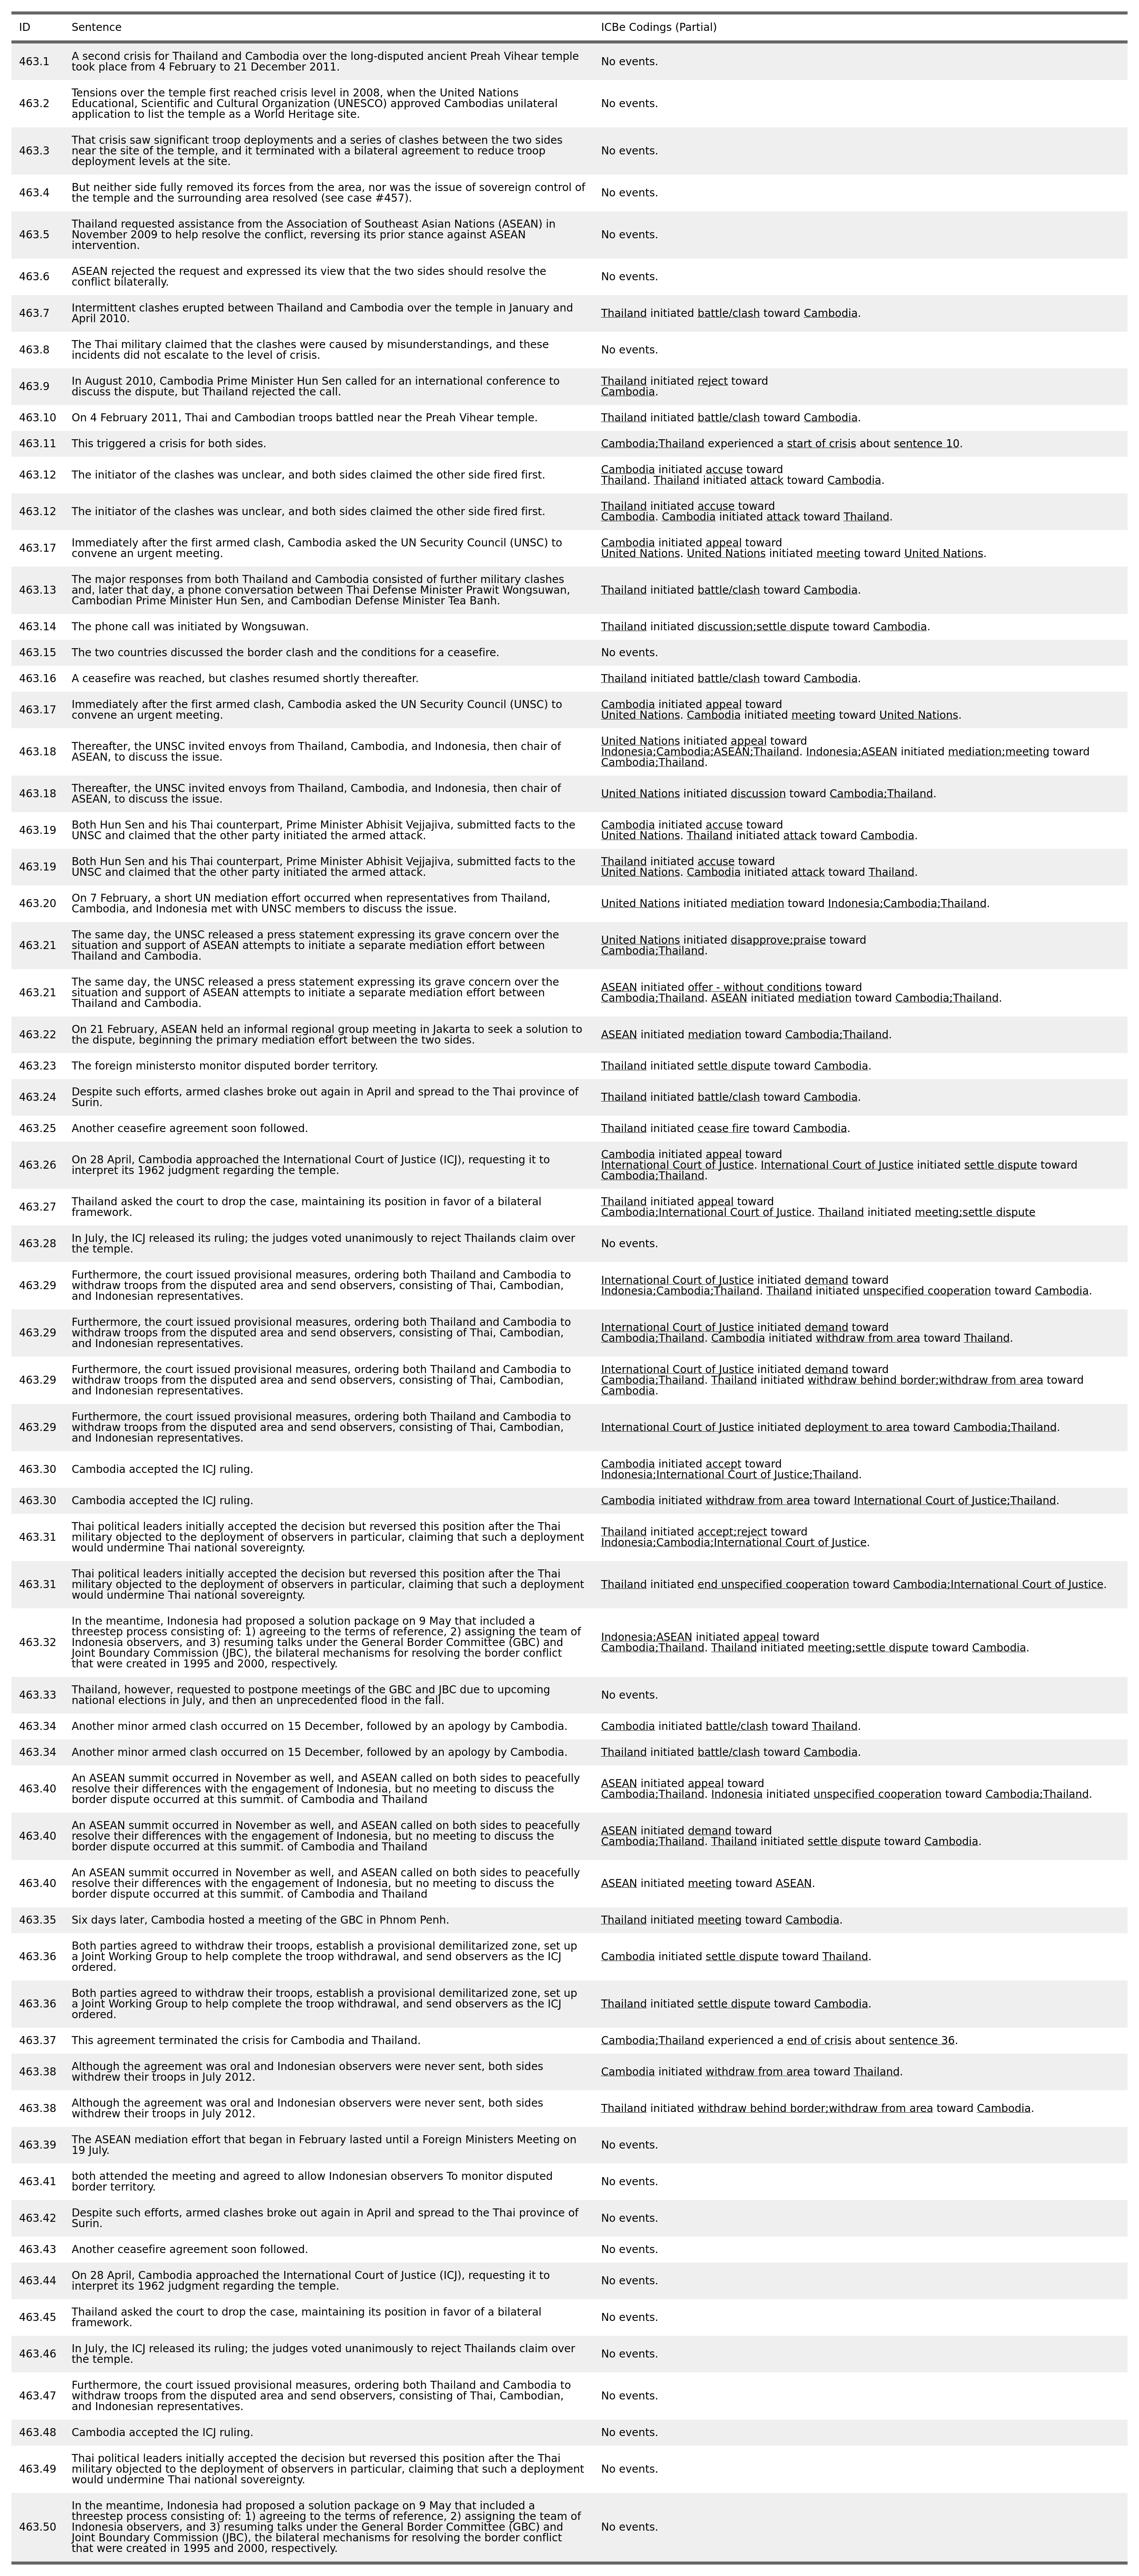 ID Sentence ICBe Codings (Partial)
463.1 A second crisis for Thailand and Cambodia over the long-disputed ancient Preah Vihear temple
took place from 4 February to 21 December 2011. No events.
463.2 Tensions over the temple first reached crisis level in 2008, when the United Nations
Educational, Scientific and Cultural Organization (UNESCO) approved Cambodias unilateral
application to list the temple as a World Heritage site. No events.
463.3 That crisis saw significant troop deployments and a series of clashes between the two sides
near the site of the temple, and it terminated with a bilateral agreement to reduce troop
deployment levels at the site. No events.
463.4 But neither side fully removed its forces from the area, nor was the issue of sovereign control of
the temple and the surrounding area resolved (see case #457). No events.
463.5 Thailand requested assistance from the Association of Southeast Asian Nations (ASEAN) in
November 2009 to help resolve the conflict, reversing its prior stance against ASEAN
intervention. No events.
463.6 ASEAN rejected the request and expressed its view that the two sides should resolve the
conflict bilaterally. No events.
463.7 Intermittent clashes erupted between Thailand and Cambodia over the temple in January and
April 2010. Thailand initiated battle/clash toward Cambodia.
463.8 The Thai military claimed that the clashes were caused by misunderstandings, and these
incidents did not escalate to the level of crisis. No events.
463.9 In August 2010, Cambodia Prime Minister Hun Sen called for an international conference to
discuss the dispute, but Thailand rejected the call. Thailand initiated reject toward
Cambodia.
463.10 On 4 February 2011, Thai and Cambodian troops battled near the Preah Vihear temple. Thailand initiated battle/clash toward Cambodia.
463.11 This triggered a crisis for both sides. Cambodia;Thailand experienced a start of crisis about sentence 10.
463.12 The initiator of the clashes was unclear, and both sides claimed the other side fired first. Cambodia initiated accuse toward
Thailand. Thailand initiated attack toward Cambodia.
463.12 The initiator of the clashes was unclear, and both sides claimed the other side fired first. Thailand initiated accuse toward
Cambodia. Cambodia initiated attack toward Thailand.
463.17 Immediately after the first armed clash, Cambodia asked the UN Security Council (UNSC) to
convene an urgent meeting. Cambodia initiated appeal toward
United Nations. United Nations initiated meeting toward United Nations.
463.13 The major responses from both Thailand and Cambodia consisted of further military clashes
and, later that day, a phone conversation between Thai Defense Minister Prawit Wongsuwan,
Cambodian Prime Minister Hun Sen, and Cambodian Defense Minister Tea Banh. Thailand initiated battle/clash toward Cambodia.
463.14 The phone call was initiated by Wongsuwan. Thailand initiated discussion;settle dispute toward Cambodia.
463.15 The two countries discussed the border clash and the conditions for a ceasefire. No events.
463.16 A ceasefire was reached, but clashes resumed shortly thereafter. Thailand initiated battle/clash toward Cambodia.
463.17 Immediately after the first armed clash, Cambodia asked the UN Security Council (UNSC) to
convene an urgent meeting. Cambodia initiated appeal toward
United Nations. Cambodia initiated meeting toward United Nations.
463.18 Thereafter, the UNSC invited envoys from Thailand, Cambodia, and Indonesia, then chair of
ASEAN, to discuss the issue. United Nations initiated appeal toward
Indonesia;Cambodia;ASEAN;Thailand. Indonesia;ASEAN initiated mediation;meeting toward
Cambodia;Thailand.
463.18 Thereafter, the UNSC invited envoys from Thailand, Cambodia, and Indonesia, then chair of
ASEAN, to discuss the issue. United Nations initiated discussion toward Cambodia;Thailand.
463.19 Both Hun Sen and his Thai counterpart, Prime Minister Abhisit Vejjajiva, submitted facts to the
UNSC and claimed that the other party initiated the armed attack. Cambodia initiated accuse toward
United Nations. Thailand initiated attack toward Cambodia.
463.19 Both Hun Sen and his Thai counterpart, Prime Minister Abhisit Vejjajiva, submitted facts to the
UNSC and claimed that the other party initiated the armed attack. Thailand initiated accuse toward
United Nations. Cambodia initiated attack toward Thailand.
463.20 On 7 February, a short UN mediation effort occurred when representatives from Thailand,
Cambodia, and Indonesia met with UNSC members to discuss the issue. United Nations initiated mediation toward Indonesia;Cambodia;Thailand.
463.21 The same day, the UNSC released a press statement expressing its grave concern over the
situation and support of ASEAN attempts to initiate a separate mediation effort between
Thailand and Cambodia. United Nations initiated disapprove;praise toward
Cambodia;Thailand.
463.21 The same day, the UNSC released a press statement expressing its grave concern over the
situation and support of ASEAN attempts to initiate a separate mediation effort between
Thailand and Cambodia. ASEAN initiated offer - without conditions toward
Cambodia;Thailand. ASEAN initiated mediation toward Cambodia;Thailand.
463.22 On 21 February, ASEAN held an informal regional group meeting in Jakarta to seek a solution to
the dispute, beginning the primary mediation effort between the two sides. ASEAN initiated mediation toward Cambodia;Thailand.
463.23 The foreign ministersto monitor disputed border territory. Thailand initiated settle dispute toward Cambodia.
463.24 Despite such efforts, armed clashes broke out again in April and spread to the Thai province of
Surin. Thailand initiated battle/clash toward Cambodia.
463.25 Another ceasefire agreement soon followed. Thailand initiated cease fire toward Cambodia.
463.26 On 28 April, Cambodia approached the International Court of Justice (ICJ), requesting it to
interpret its 1962 judgment regarding the temple. Cambodia initiated appeal toward
International Court of Justice. International Court of Justice initiated settle dispute toward
Cambodia;Thailand.
463.27 Thailand asked the court to drop the case, maintaining its position in favor of a bilateral
framework. Thailand initiated appeal toward
Cambodia;International Court of Justice. Thailand initiated meeting;settle dispute
463.28 In July, the ICJ released its ruling; the judges voted unanimously to reject Thailands claim over
the temple. No events.
463.29 Furthermore, the court issued provisional measures, ordering both Thailand and Cambodia to
withdraw troops from the disputed area and send observers, consisting of Thai, Cambodian,
and Indonesian representatives. International Court of Justice initiated demand toward
Indonesia;Cambodia;Thailand. Thailand initiated unspecified cooperation toward Cambodia.
463.29 Furthermore, the court issued provisional measures, ordering both Thailand and Cambodia to
withdraw troops from the disputed area and send observers, consisting of Thai, Cambodian,
and Indonesian representatives. International Court of Justice initiated demand toward
Cambodia;Thailand. Cambodia initiated withdraw from area toward Thailand.
463.29 Furthermore, the court issued provisional measures, ordering both Thailand and Cambodia to
withdraw troops from the disputed area and send observers, consisting of Thai, Cambodian,
and Indonesian representatives. International Court of Justice initiated demand toward
Cambodia;Thailand. Thailand initiated withdraw behind border;withdraw from area toward
Cambodia.
463.29 Furthermore, the court issued provisional measures, ordering both Thailand and Cambodia to
withdraw troops from the disputed area and send observers, consisting of Thai, Cambodian,
and Indonesian representatives. International Court of Justice initiated deployment to area toward Cambodia;Thailand.
463.30 Cambodia accepted the ICJ ruling. Cambodia initiated accept toward
Indonesia;International Court of Justice;Thailand.
463.30 Cambodia accepted the ICJ ruling. Cambodia initiated withdraw from area toward International Court of Justice;Thailand.
463.31 Thai political leaders initially accepted the decision but reversed this position after the Thai
military objected to the deployment of observers in particular, claiming that such a deployment
would undermine Thai national sovereignty. Thailand initiated accept;reject toward
Indonesia;Cambodia;International Court of Justice.
463.31 Thai political leaders initially accepted the decision but reversed this position after the Thai
military objected to the deployment of observers in particular, claiming that such a deployment
would undermine Thai national sovereignty. Thailand initiated end unspecified cooperation toward Cambodia;International Court of Justice.
463.32 In the meantime, Indonesia had proposed a solution package on 9 May that included a
threestep process consisting of: 1) agreeing to the terms of reference, 2) assigning the team of
Indonesia observers, and 3) resuming talks under the General Border Committee (GBC) and
Joint Boundary Commission (JBC), the bilateral mechanisms for resolving the border conflict
that were created in 1995 and 2000, respectively. Indonesia;ASEAN initiated appeal toward
Cambodia;Thailand. Thailand initiated meeting;settle dispute toward Cambodia.
463.33 Thailand, however, requested to postpone meetings of the GBC and JBC due to upcoming
national elections in July, and then an unprecedented flood in the fall. No events.
463.34 Another minor armed clash occurred on 15 December, followed by an apology by Cambodia. Cambodia initiated battle/clash toward Thailand.
463.34 Another minor armed clash occurred on 15 December, followed by an apology by Cambodia. Thailand initiated battle/clash toward Cambodia.
463.40 An ASEAN summit occurred in November as well, and ASEAN called on both sides to peacefully
resolve their differences with the engagement of Indonesia, but no meeting to discuss the
border dispute occurred at this summit. of Cambodia and Thailand ASEAN initiated appeal toward
Cambodia;Thailand. Indonesia initiated unspecified cooperation toward Cambodia;Thailand.
463.40 An ASEAN summit occurred in November as well, and ASEAN called on both sides to peacefully
resolve their differences with the engagement of Indonesia, but no meeting to discuss the
border dispute occurred at this summit. of Cambodia and Thailand ASEAN initiated demand toward
Cambodia;Thailand. Thailand initiated settle dispute toward Cambodia.
463.40 An ASEAN summit occurred in November as well, and ASEAN called on both sides to peacefully
resolve their differences with the engagement of Indonesia, but no meeting to discuss the
border dispute occurred at this summit. of Cambodia and Thailand ASEAN initiated meeting toward ASEAN.
463.35 Six days later, Cambodia hosted a meeting of the GBC in Phnom Penh. Thailand initiated meeting toward Cambodia.
463.36 Both parties agreed to withdraw their troops, establish a provisional demilitarized zone, set up
a Joint Working Group to help complete the troop withdrawal, and send observers as the ICJ
ordered. Cambodia initiated settle dispute toward Thailand.
463.36 Both parties agreed to withdraw their troops, establish a provisional demilitarized zone, set up
a Joint Working Group to help complete the troop withdrawal, and send observers as the ICJ
ordered. Thailand initiated settle dispute toward Cambodia.
463.37 This agreement terminated the crisis for Cambodia and Thailand. Cambodia;Thailand experienced a end of crisis about sentence 36.
463.38 Although the agreement was oral and Indonesian observers were never sent, both sides
withdrew their troops in July 2012. Cambodia initiated withdraw from area toward Thailand.
463.38 Although the agreement was oral and Indonesian observers were never sent, both sides
withdrew their troops in July 2012. Thailand initiated withdraw behind border;withdraw from area toward Cambodia.
463.39 The ASEAN mediation effort that began in February lasted until a Foreign Ministers Meeting on
19 July. No events.
463.41 both attended the meeting and agreed to allow Indonesian observers To monitor disputed
border territory. No events.
463.42 Despite such efforts, armed clashes broke out again in April and spread to the Thai province of
Surin. No events.
463.43 Another ceasefire agreement soon followed. No events.
463.44 On 28 April, Cambodia approached the International Court of Justice (ICJ), requesting it to
interpret its 1962 judgment regarding the temple. No events.
463.45 Thailand asked the court to drop the case, maintaining its position in favor of a bilateral
framework. No events.
463.46 In July, the ICJ released its ruling; the judges voted unanimously to reject Thailands claim over
the temple. No events.
463.47 Furthermore, the court issued provisional measures, ordering both Thailand and Cambodia to
withdraw troops from the disputed area and send observers, consisting of Thai, Cambodian,
and Indonesian representatives. No events.
463.48 Cambodia accepted the ICJ ruling. No events.
463.49 Thai political leaders initially accepted the decision but reversed this position after the Thai
military objected to the deployment of observers in particular, claiming that such a deployment
would undermine Thai national sovereignty. No events.
463.50 In the meantime, Indonesia had proposed a solution package on 9 May that included a
threestep process consisting of: 1) agreeing to the terms of reference, 2) assigning the team of
Indonesia observers, and 3) resuming talks under the General Border Committee (GBC) and
Joint Boundary Commission (JBC), the bilateral mechanisms for resolving the border conflict
that were created in 1995 and 2000, respectively. No events.